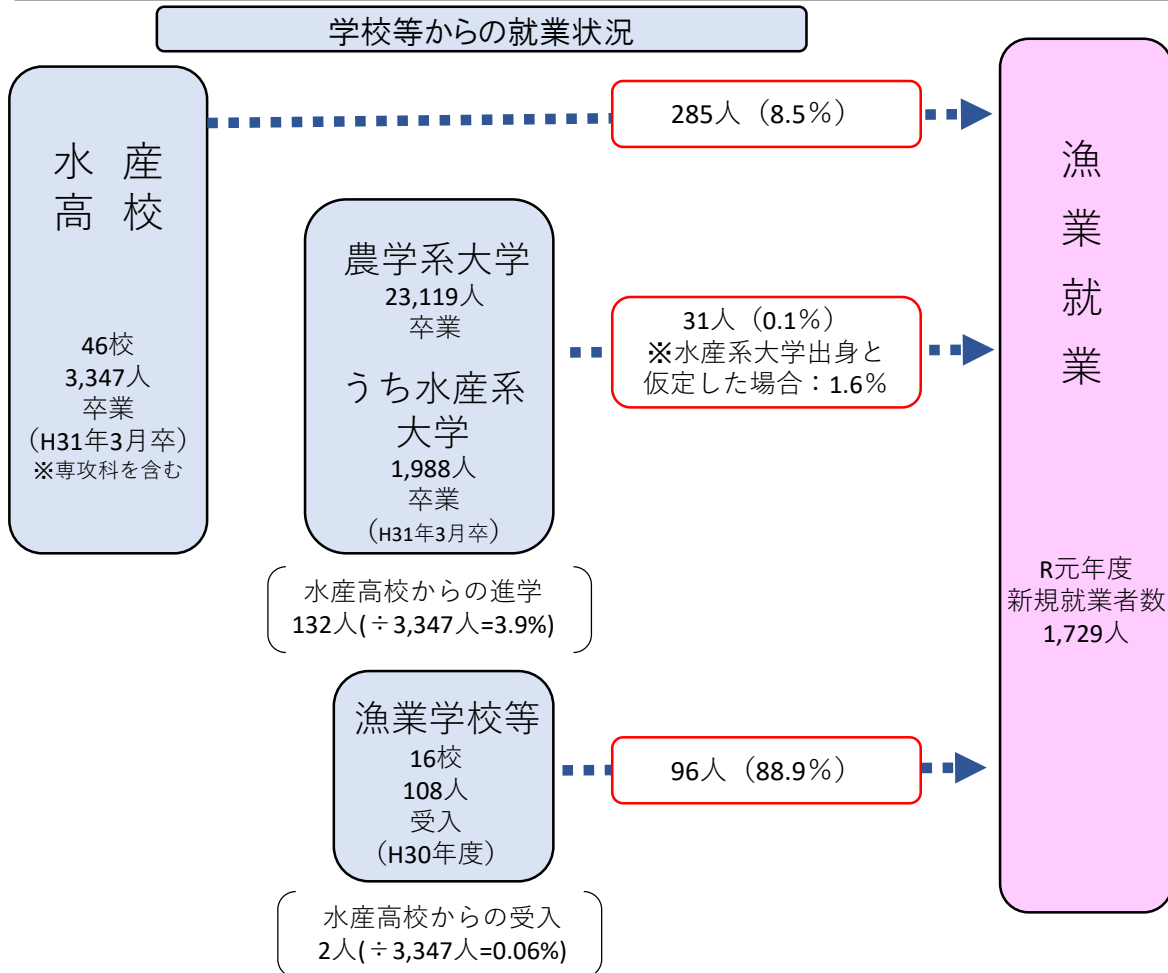 学校等からの就業状況
水 産
高 校
46校
3,347人
卒業
(H31年3月卒)
※専攻科を含む
285人（8.5％）
農学系大学
23,119人
卒業
うち水産系
大学
1,988人
卒業
（H31年3月卒）
31人（0.1％）
※水産系大学出身と
仮定した場合：1.6％
水産高校からの進学
132人(÷3,347人=3.9%)
漁業学校等
16校
108人
受入
(H30年度)
96人（88.9％）
水産高校からの受入
2人(÷3,347人=0.06%)
漁
業
就
業
R元年度
新規就業者数
1,729人